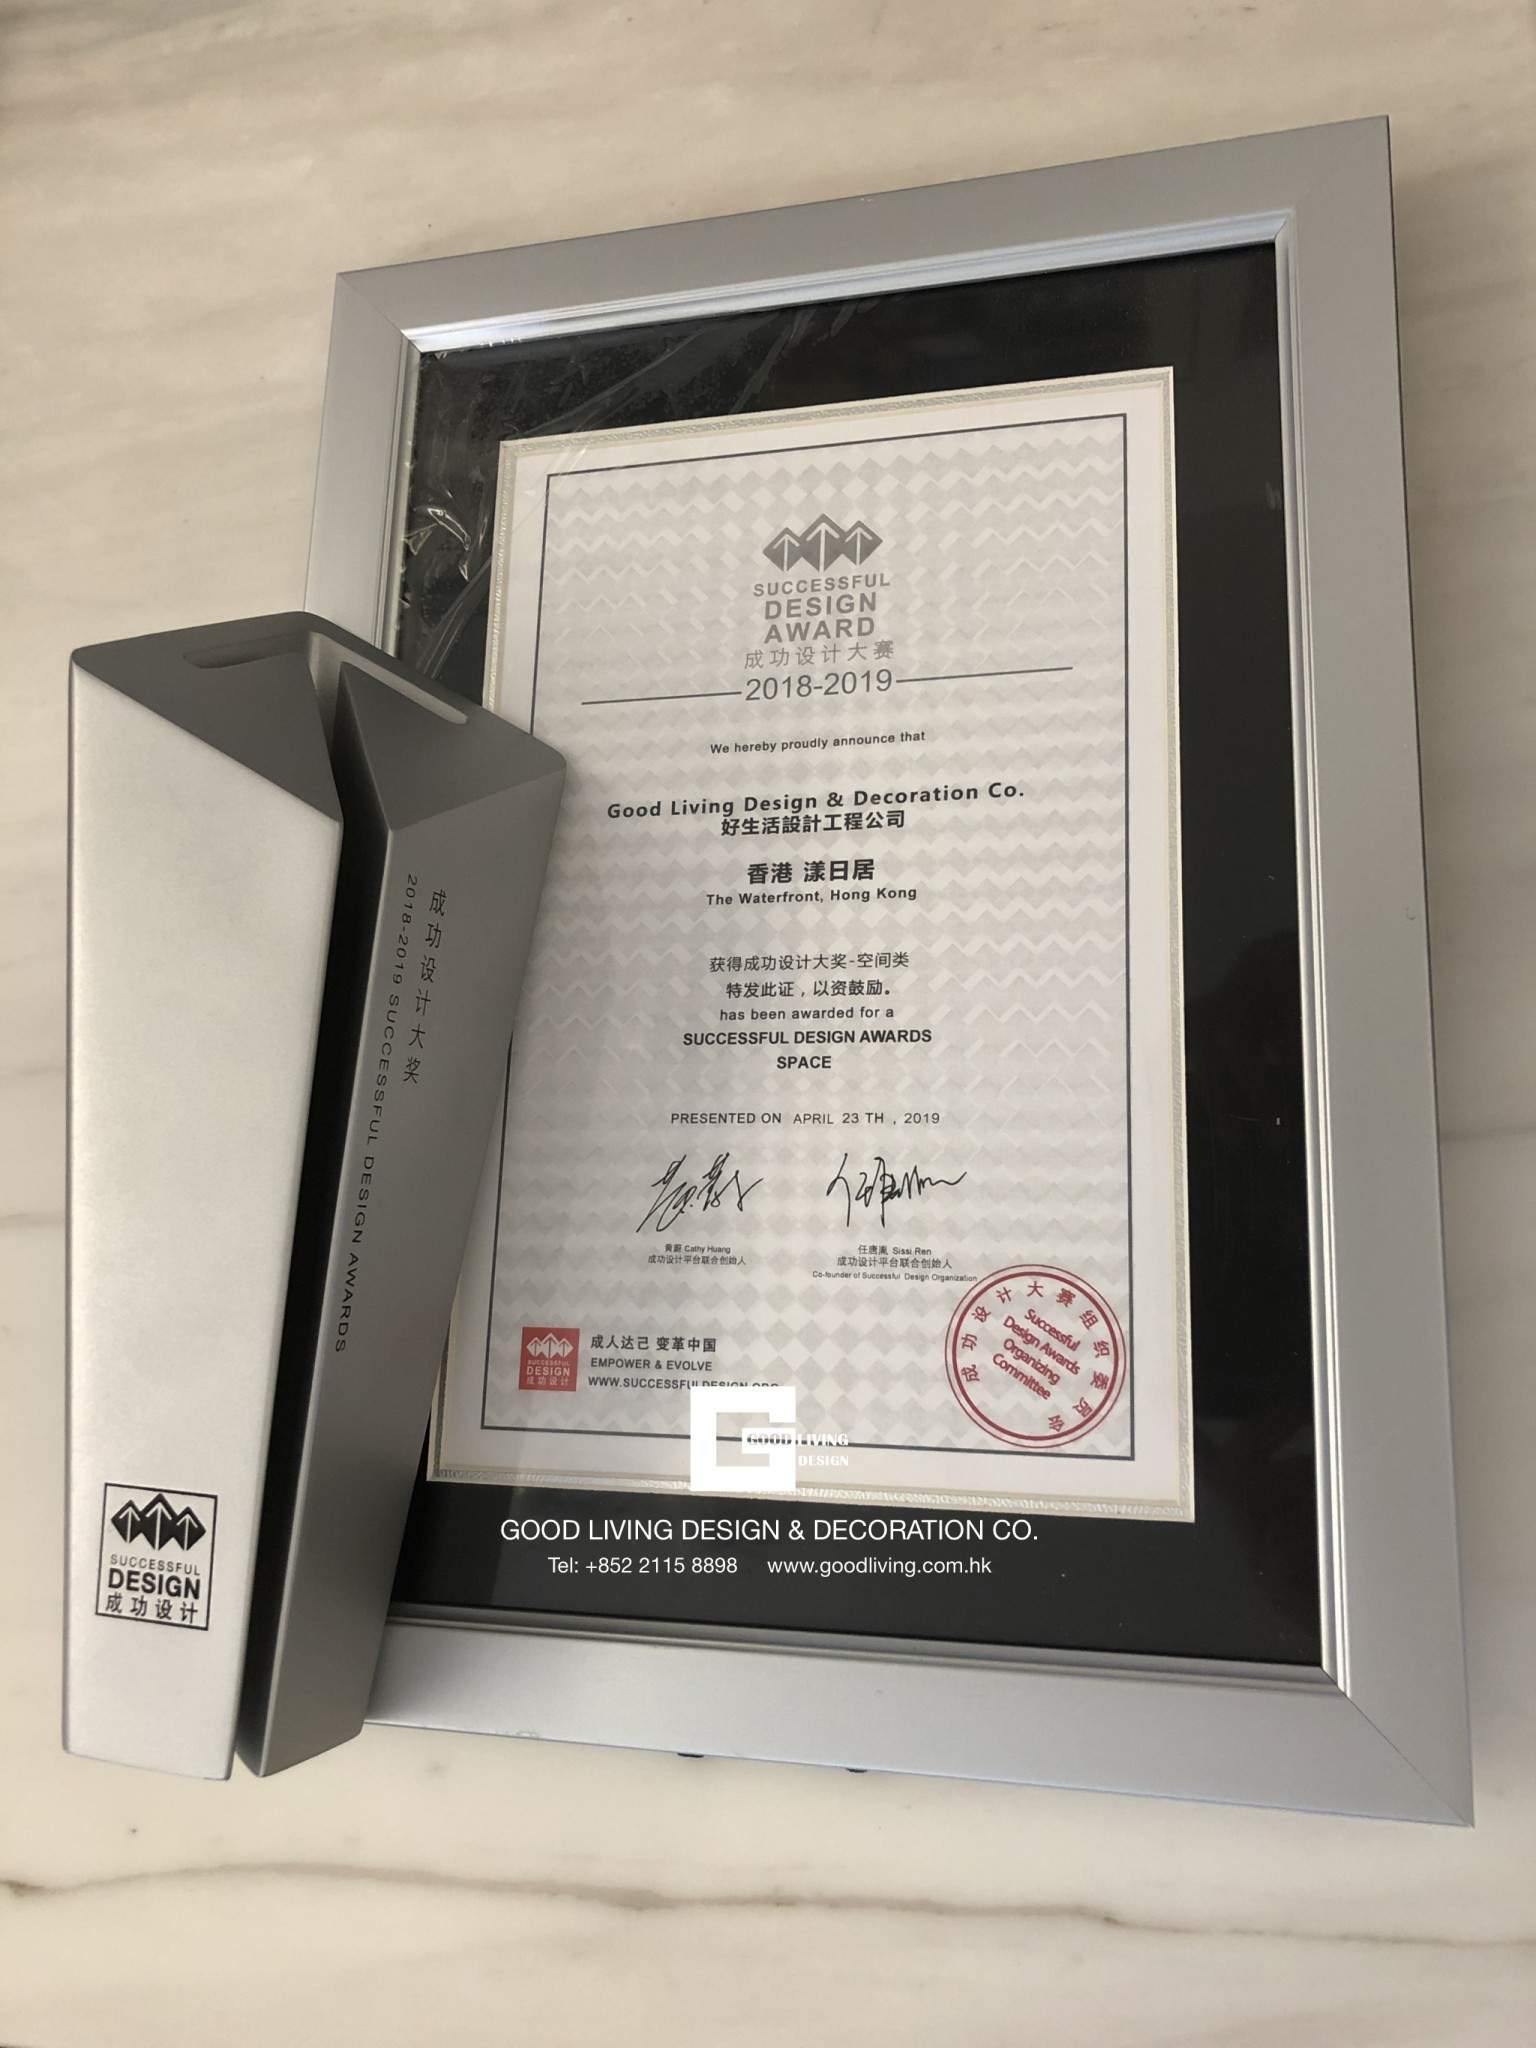 SUCCESSFUL
DESIGN
AWARD
成功设计大赛
2018-2019
We hereby proudly announce that
Good Living Design & Decoration Co.
好生活設計工程公司
香港 漾日居
The Waterfront, Hong Kong
获得成功设计大奖-空间类
特发此证，以资鼓励。
has been awarded for a
SUCCESSFUL DESIGN AWARDS
SPACE
PRESENTED ON APRIL 23 TH , 2019
黄蔚 Cathy Huang
成功设计平台联合创始人
任唐胤 Sissi Ren
成功设计平台联合创始人
Co-founder of Successful Design Organization
SUCCESSFUL
DESIGN
成功设计
成人达己 变革中国
EMPOWER & EVOLVE
WWW.SUCCESSFULDESIGN.ORG
成功设计大赛组织委员会
Successful
Design Awards
Organizing
Committee
成功设计大奖
2018-2019 SUCCESSFUL DESIGN AWARDS
SUCCESSFUL
DESIGN
成功设计
GOOD LIVING
DESIGN
GOOD LIVING DESIGN & DECORATION CO.
Tel: +852 2115 8898 www.goodliving.com.hk